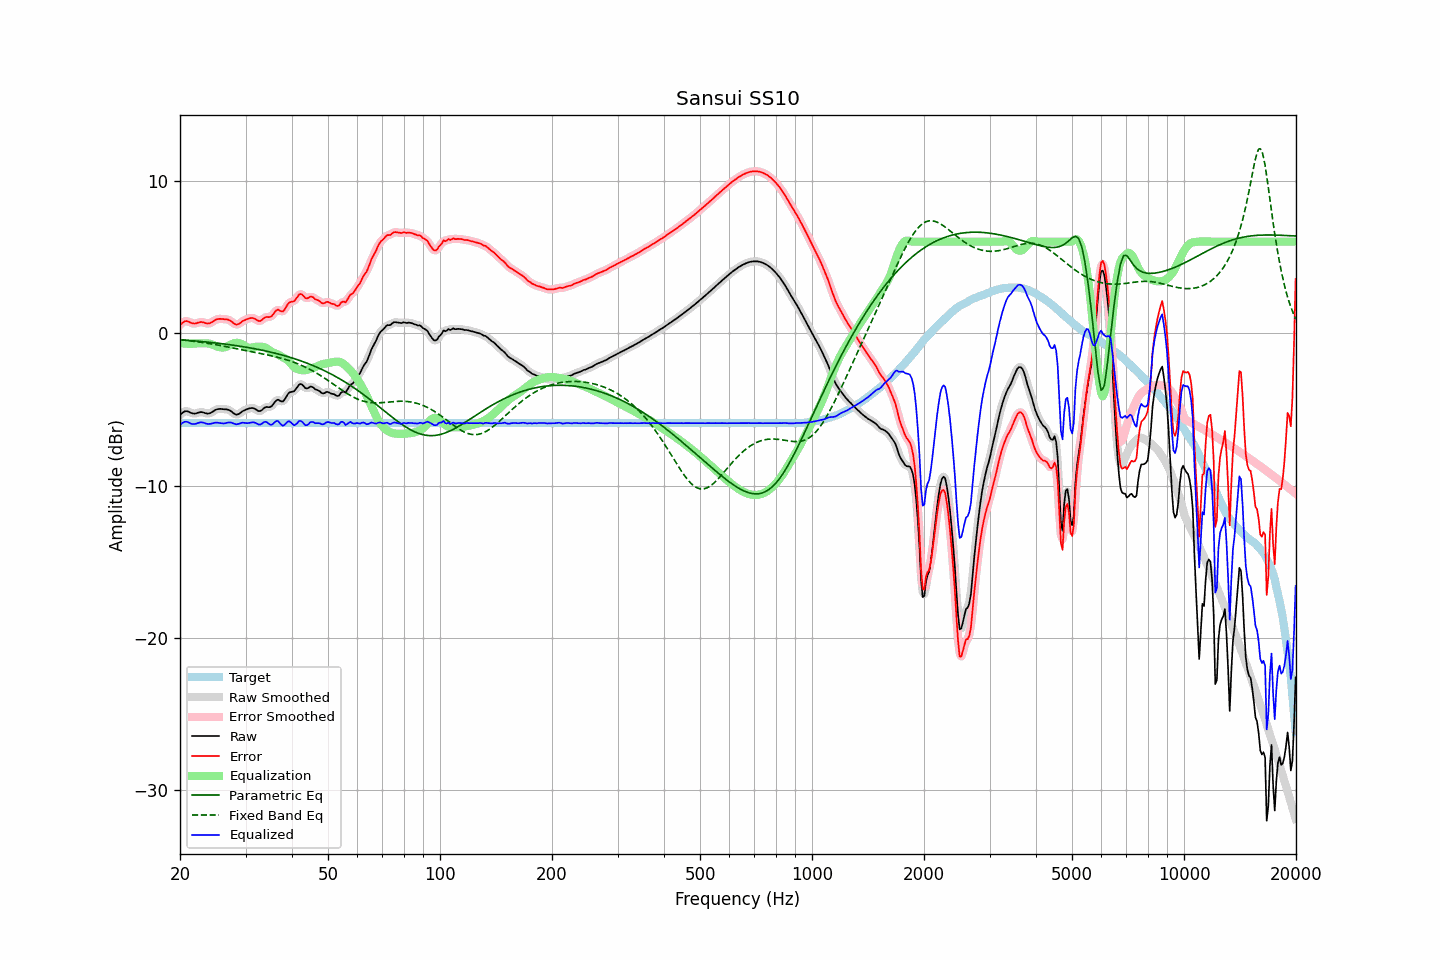 Sansui SS10
Amplitude (dBr)
10
0
−10
−20
−30
Target
Raw Smoothed
Error Smoothed
Raw
Error
Equalization
Parametric Eq
Fixed Band Eq
Equalized
20 50 100 200 500 1000 2000 5000 10000 20000
Frequency (Hz)